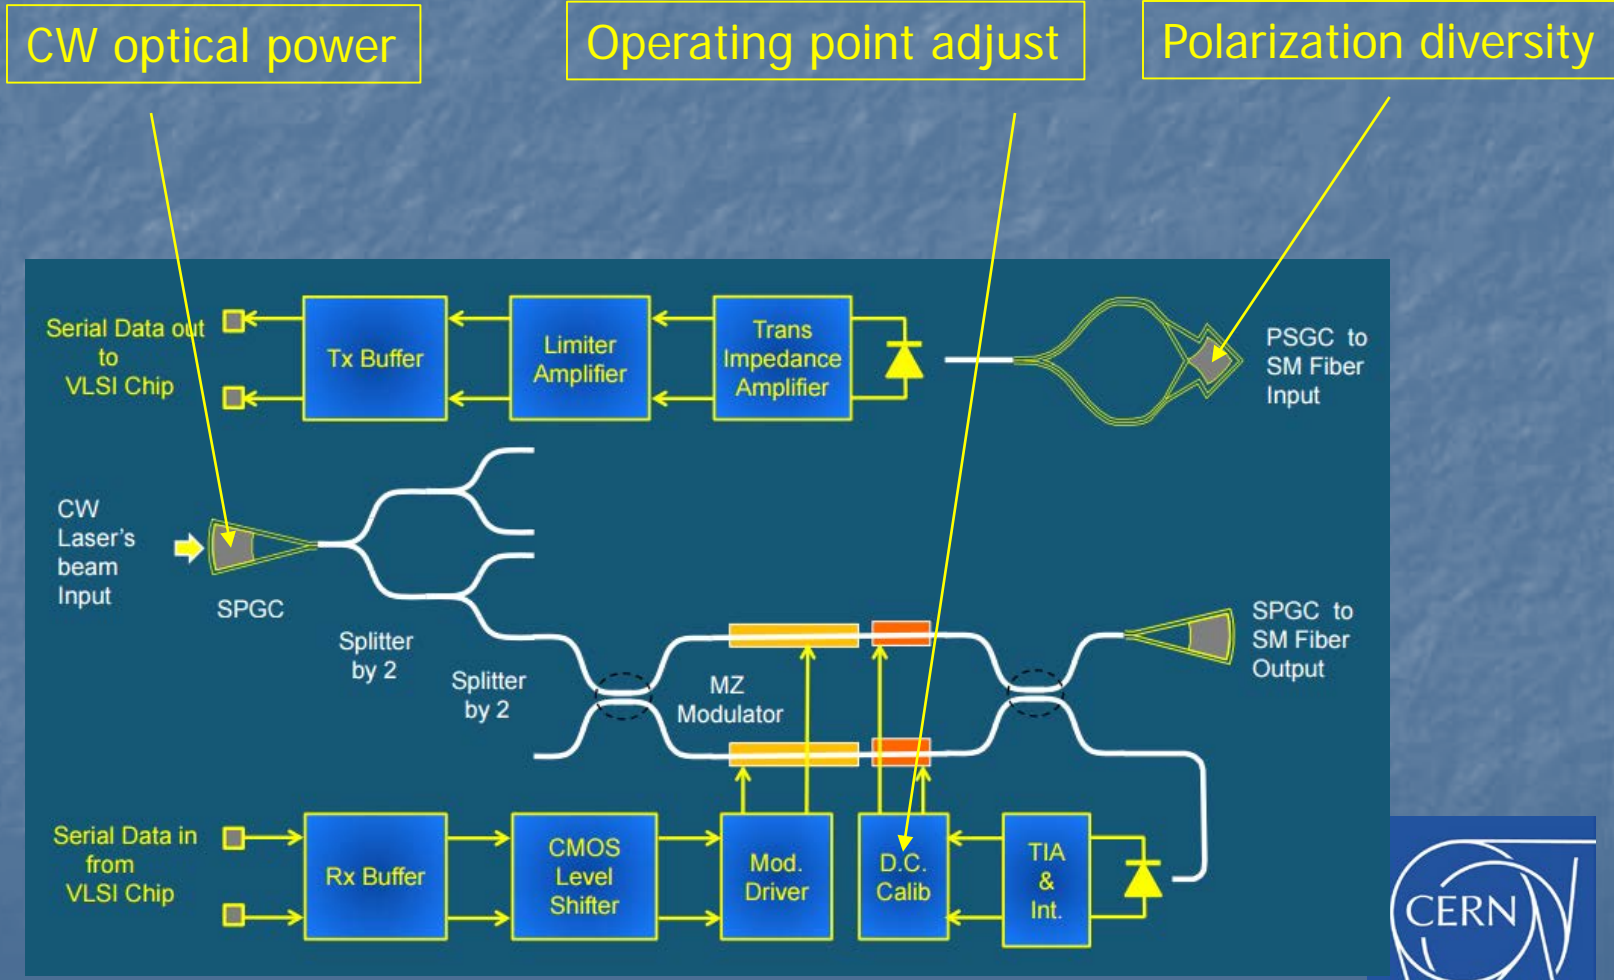 CW optical power
Operating point adjust
Polarization diversity
Serial Data out
to
VLSI Chip
Tx Buffer
Limiter
Amplifier
Trans
Impedance
Amplifier
PSGC to
SM Fiber
Input
CW
Laser's
beam
Input
SPGC
Splitter
by 2
Splitter
by 2
MZ
Modulator
SPGC to
SM Fiber
Output
Serial Data in
from
VLSI Chip
Rx Buffer
CMOS
Level
Shifter
Mod.
Driver
D.C.
Calib
TIA
&
Int.
CERN